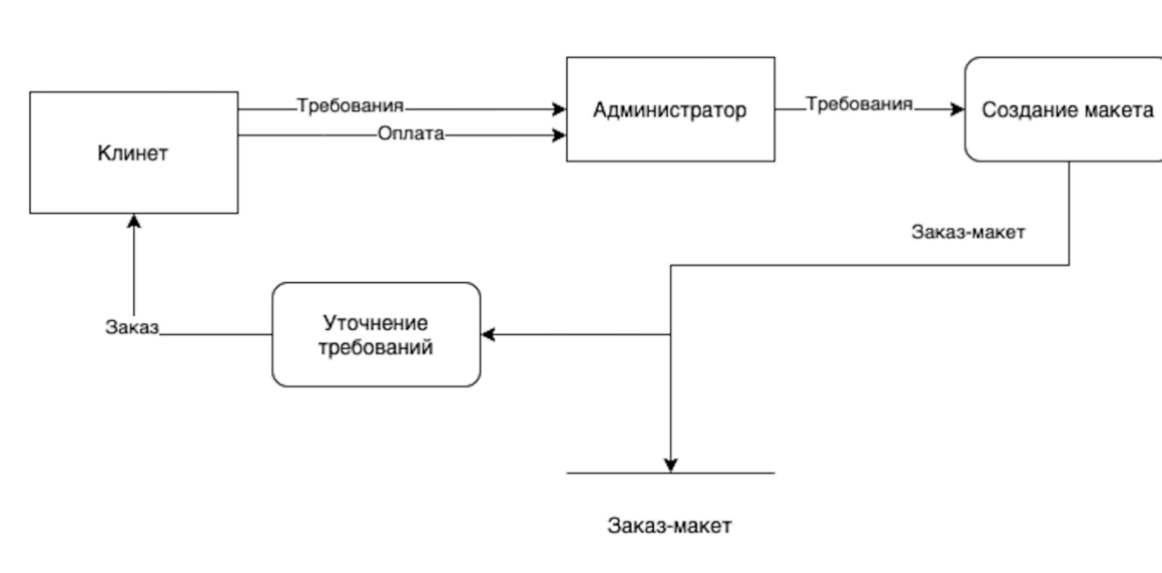 Требования
Оплата
Клинет
Администратор
Требования
Создание макета
Заказ-макет
Заказ
Уточнение
требований
Заказ-макет